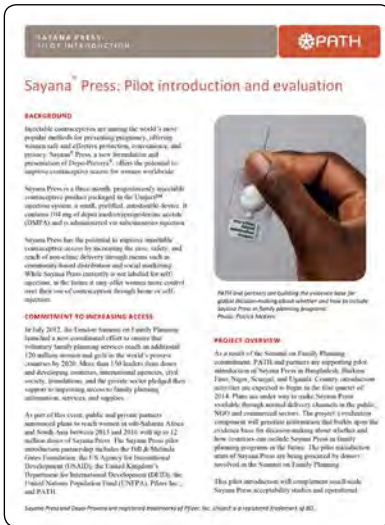 SAYANA PRESS:
PILOT INTRODUCTION
PATH
Sayana® Press: Pilot introduction and evaluation
BACKGROUND
Injectable contraceptives are among the world's most
popular methods for preventing pregnancy, offering
women safe and effective protection, convenience, and
privacy. Sayana® Press, a new formulation and
presentation of Depo-Provera®, offers the potential to
improve contraceptive access for women worldwide.
Sayana Press is a three-month, progestin-only injectable
contraceptive product packaged in the Uniject™
injection system, a small, prefilled, autodisable device. It
contains 104 mg of depot medroxyprogesterone acetate
(DMPA) and is administered via subcutaneous injection.
Sayana Press has the potential to improve injectable
contraceptive access by increasing the ease, safety, and
reach of non-clinic delivery through means such as
community-based distribution and social marketing.
While Sayana Press currently is not labeled for self-
injection, in the future it may offer women more control
over their use of contraception through home or self-
injection.
COMMITMENT TO INCREASING ACCESS
In July 2012, the London Summit on Family Planning
launched a new coordinated effort to ensure that
voluntary family planning services reach an additional
120 million women and girls in the world's poorest
countries by 2020. More than 150 leaders from donor
and developing countries, international agencies, civil
society, foundations, and the private sector pledged their
support to improving access to family planning
information, services, and supplies.
As part of this event, public and private partners
announced plans to reach women in sub-Saharan Africa
and South Asia between 2013 and 2016 with up to 12
million doses of Sayana Press. The Sayana Press pilot
introduction partnership includes the Bill & Melinda
Gates Foundation, the US Agency for International
Development (USAID), the United Kingdom's
Department for International Development (DFID), the
United Nations Population Fund (UNFPA), Pfizer Inc.,
and PATH.
PATH and partners are building the evidence base for
global decision-making about whether and how to include
Sayana Press in family planning programs.
Photo: Patrick McKern
PROJECT OVERVIEW
As a result of the Summit on Family Planning
commitment, PATH and partners are supporting pilot
introduction of Sayana Press in Bangladesh, Burkina
Faso, Niger, Senegal, and Uganda. Country introduction
activities are expected to begin in the first quarter of
2014. Plans are under way to make Sayana Press
available through normal delivery channels in the public,
NGO and commercial sectors. The project's evaluation
component will generate information that builds upon the
evidence base for decision-making about whether and
how countries can include Sayana Press in family
planning programs in the future. The pilot introduction
units of Sayana Press are being procured by donors
involved in the Summit on Family Planning.
This pilot introduction will complement small-scale
Sayana Press acceptability studies and operational
Sayana Press and Depo-Provera are registered trademarks of Pfizer, Inc. Uniject is a registered trademark of BD.